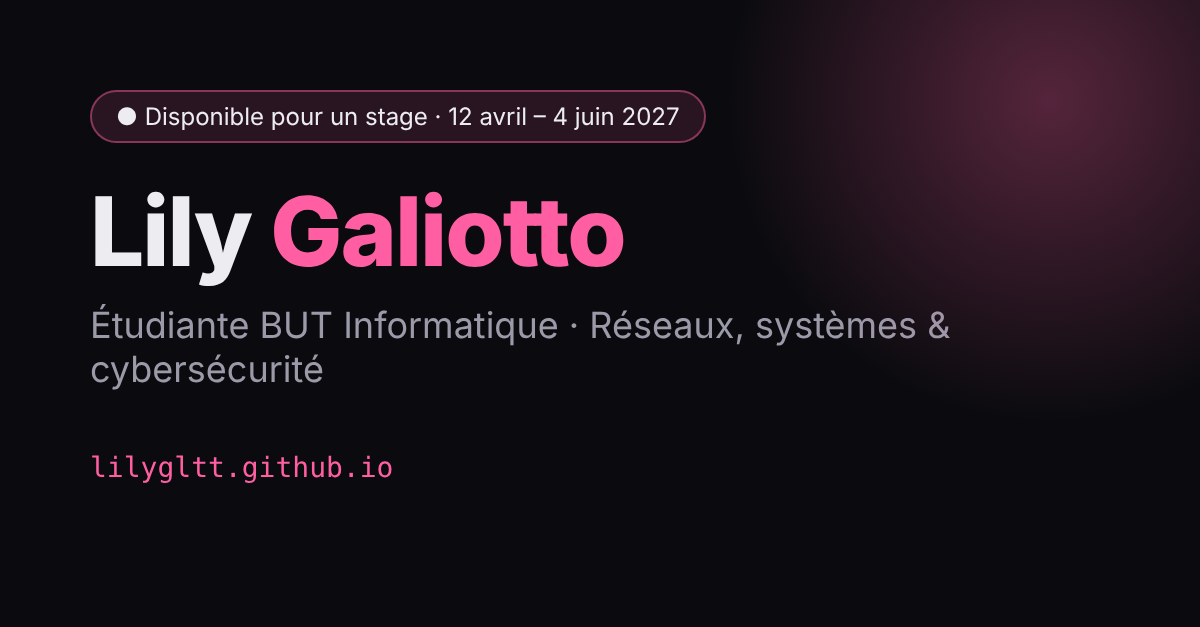 Disponible pour un stage · 12 avril – 4 juin 2027
Lily Galiotto
Étudiante BUT Informatique · Réseaux, systèmes &
cybersécurité
lilygltt.github.io